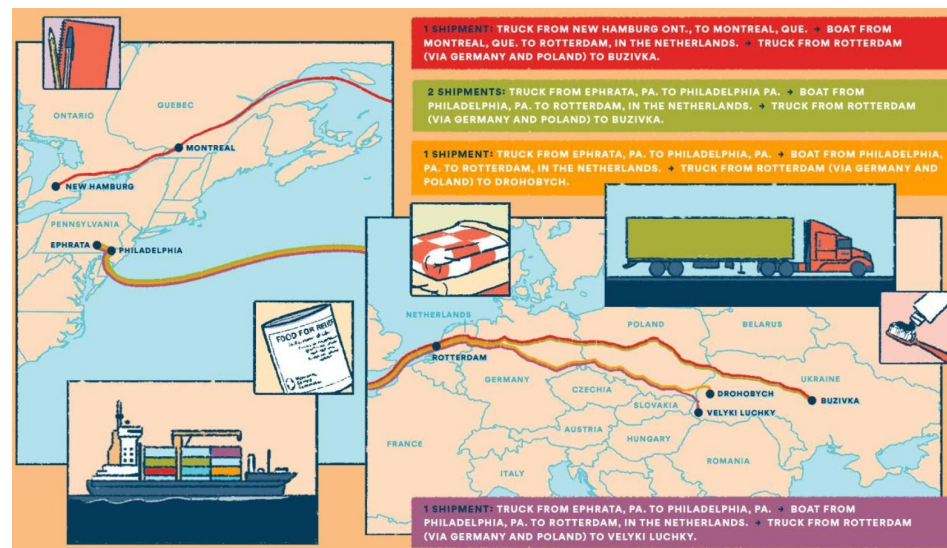 1 SHIPMENT: TRUCK FROM NEW HAMBURG ONT., TO MONTREAL, QUE. → BOAT FROM
MONTREAL, QUE. TO ROTTERDAM, IN THE NETHERLANDS. → TRUCK FROM ROTTERDAM
(VIA GERMANY AND POLAND) TO BUZIVKA.
2 SHIPMENTS: TRUCK FROM EPHRATA, PA. TO PHILADELPHIA PA. → BOAT FROM
PHILADELPHIA, PA. TO ROTTERDAM, IN THE NETHERLANDS. → TRUCK FROM ROTTERDAM
(VIA GERMANY AND POLAND) TO BUZIVKA.
1 SHIPMENT: TRUCK FROM EPHRATA, PA. TO PHILADELPHIA, PA. → BOAT FROM PHILADELPHIA,
PA. TO ROTTERDAM, IN THE NETHERLANDS. → TRUCK FROM ROTTERDAM (VIA GERMANY AND
POLAND) TO DROHOBYCH.
ONTARIO
QUEBEC
MONTREAL
NEW HAMBURG
PENNSYLVANIA
EPHRATA
PHILADELPHIA
FOOD FOR RELIEF
NETHERLANDS
POLAND
BELARUS
ROTTERDAM
GERMANY
CZECHIA
UKRAINE
DROHOBYCH
BUZIVKA
SLOVAKIA
VELYKI LUCHKY
AUSTRIA
HUNGARY
FRANCE
ITALY
ROMANIA
1 SHIPMENT: TRUCK FROM EPHRATA, PA. TO PHILADELPHIA, PA. → BOAT FROM
PHILADELPHIA, PA. TO ROTTERDAM, IN THE NETHERLANDS. → TRUCK FROM ROTTERDAM
(VIA GERMANY AND POLAND) TO VELYKI LUCHKY.